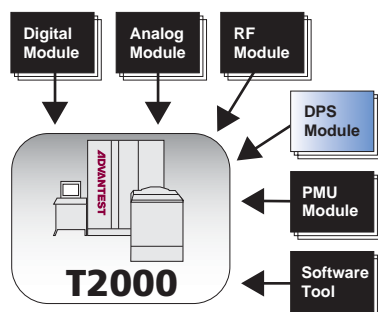 Digital
Module
Analog
Module
RF
Module
DPS
Module
PMU
Module
Software
Tool
ADVANTEST
T2000